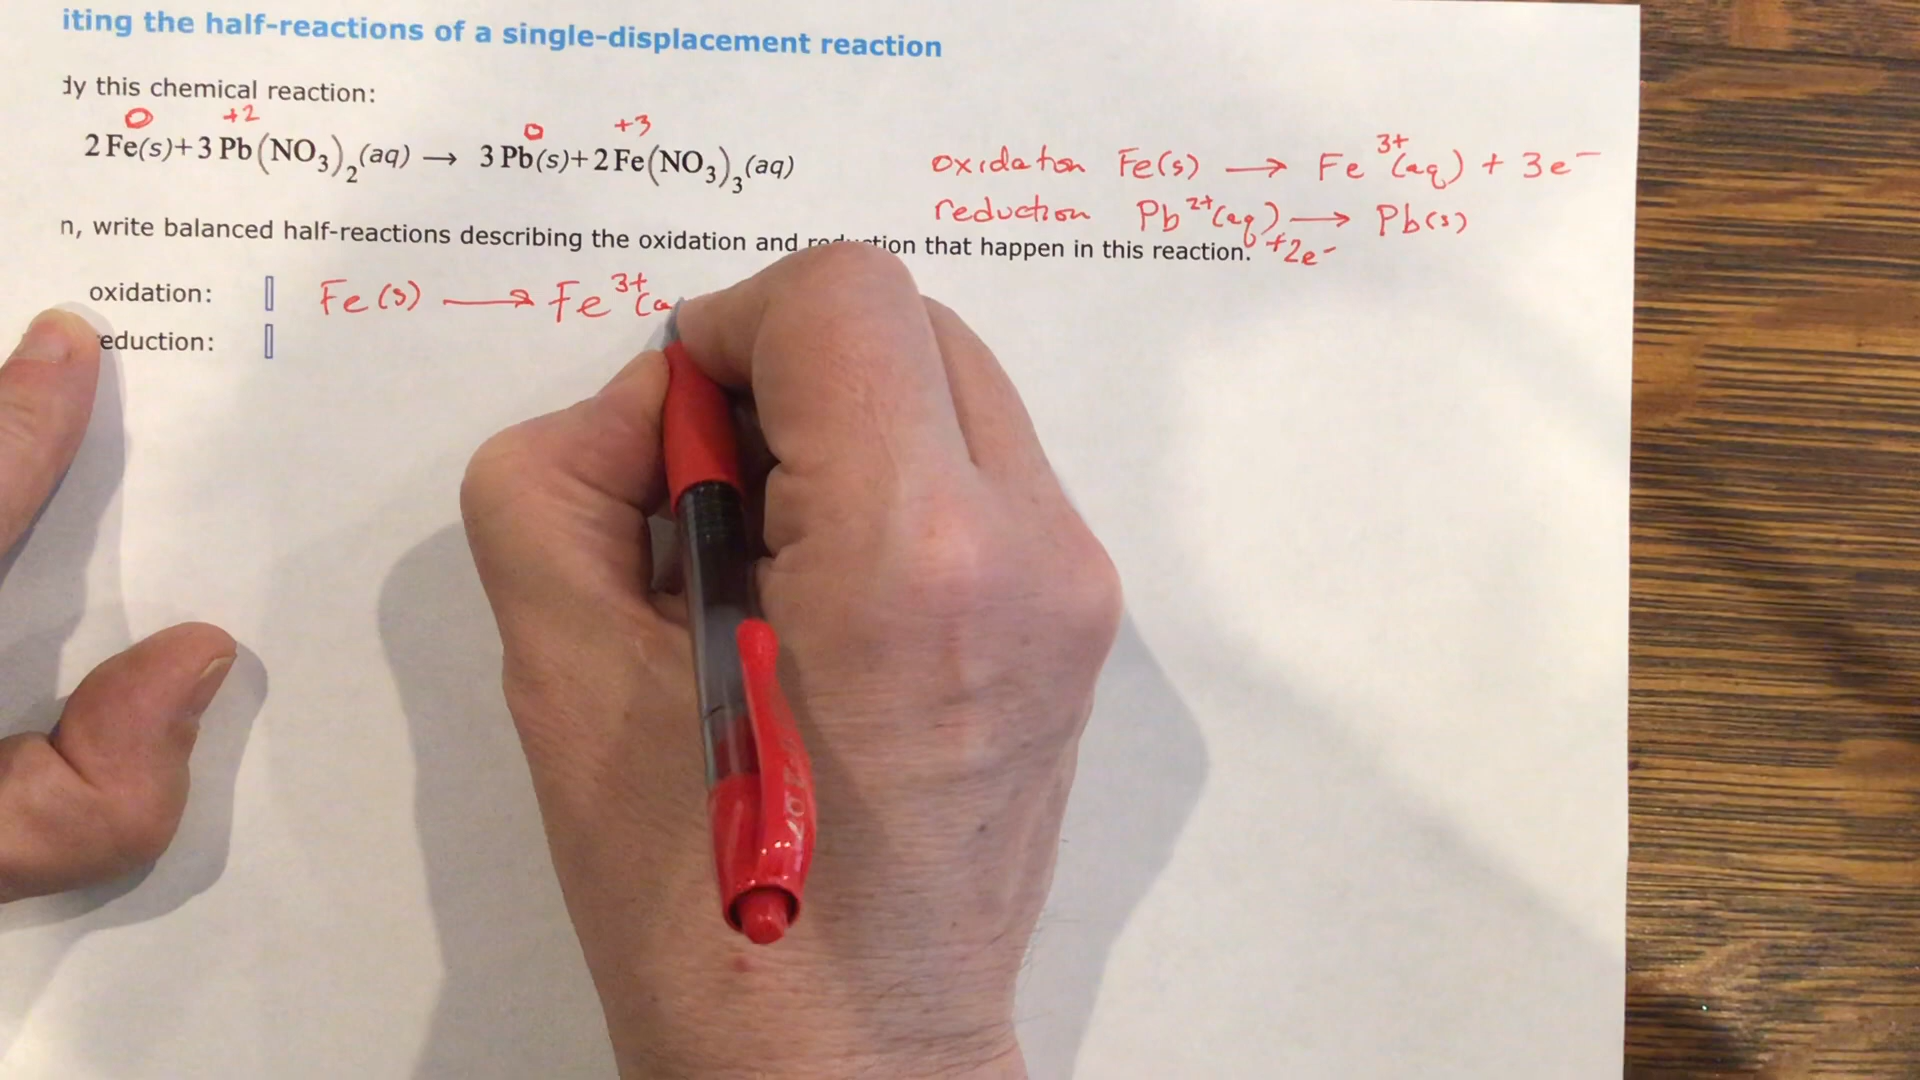 iting the half-reactions of a single-displacement reaction
dy this chemical reaction:
0 +2 0 +3
2 Fe(s)+3 Pb(NO₃)₂(aq) → 3 Pb(s)+2 Fe(NO₃)₃(aq)
oxidation Fe(s) → Fe³⁺(aq) + 3e⁻
reduction Pb²⁺(aq) → Pb(s)
+2e⁻
n, write balanced half-reactions describing the oxidation and reduction that happen in this reaction.
oxidation: Fe(s) → Fe³⁺(a
eduction: